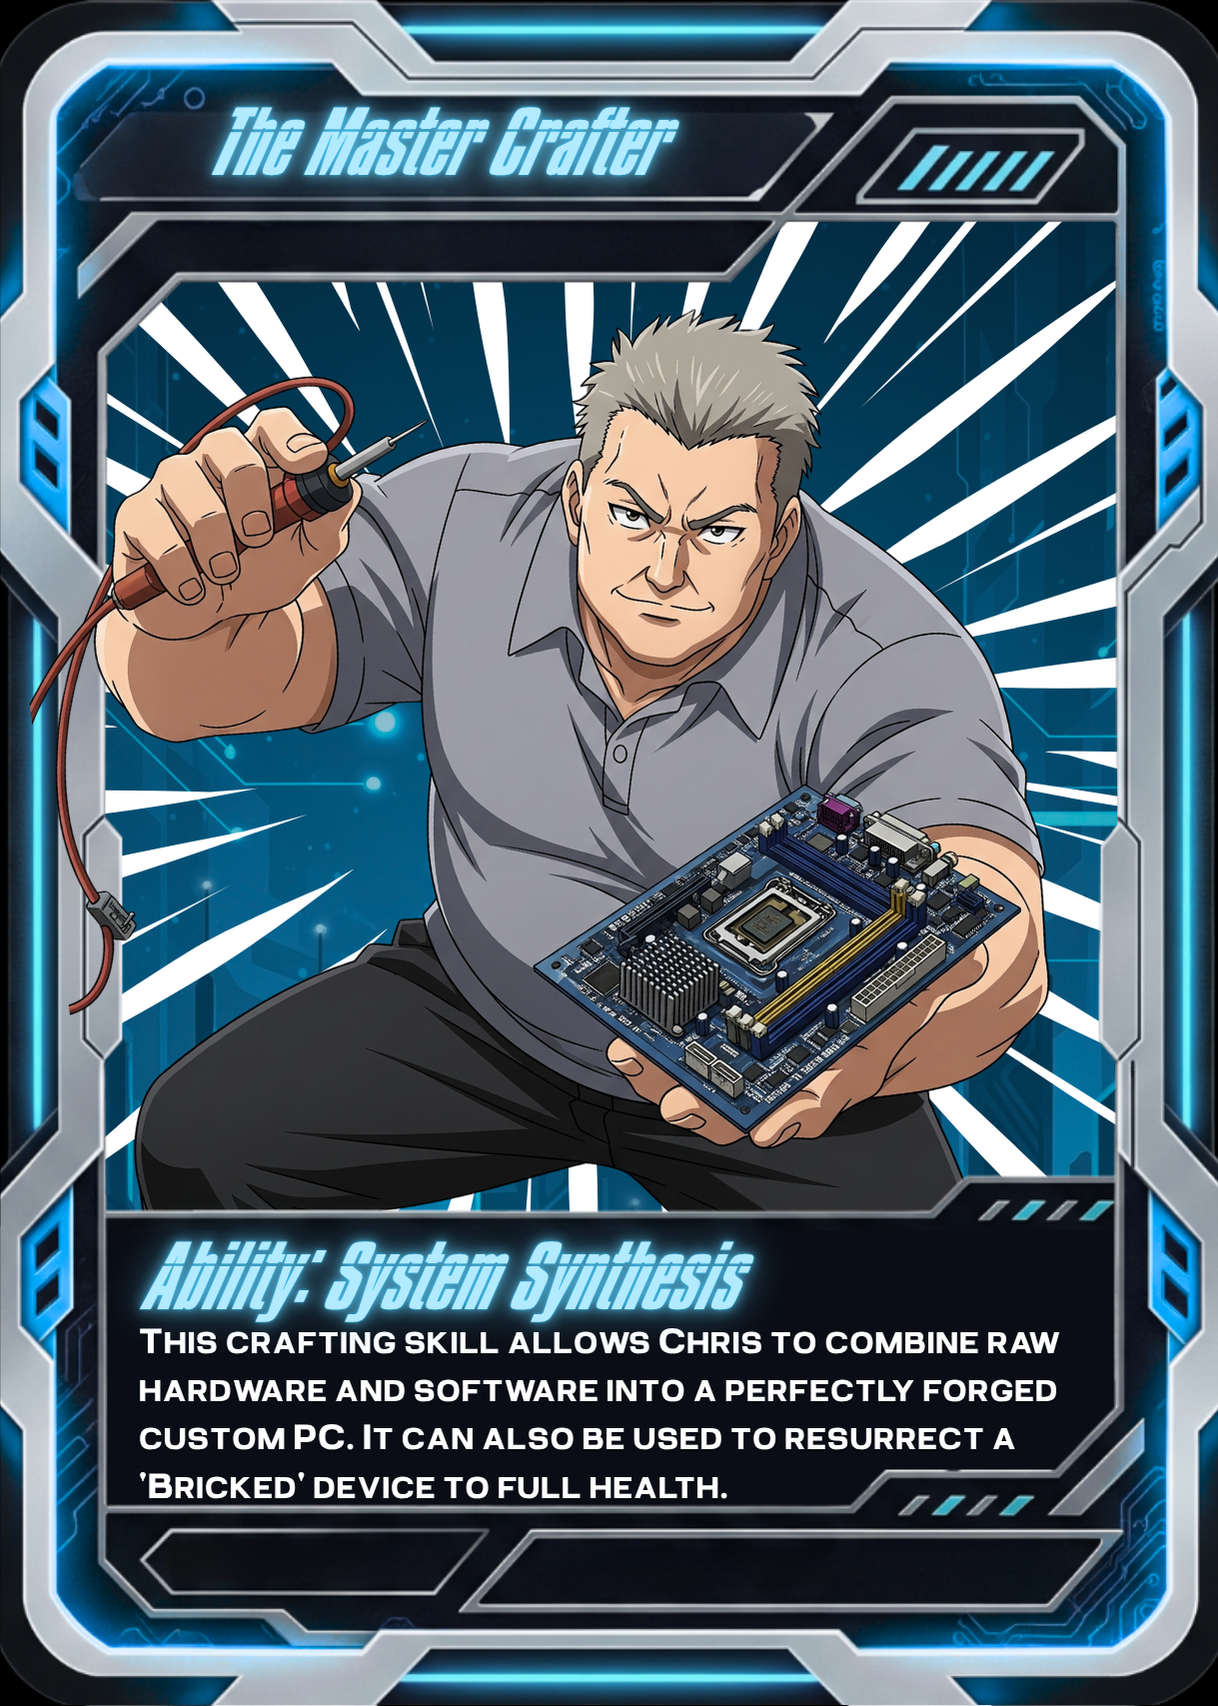 The Master Crafter
Ability: System Synthesis
This crafting skill allows Chris to combine raw
hardware and software into a perfectly forged
custom PC. It can also be used to resurrect a
'Bricked' device to full health.